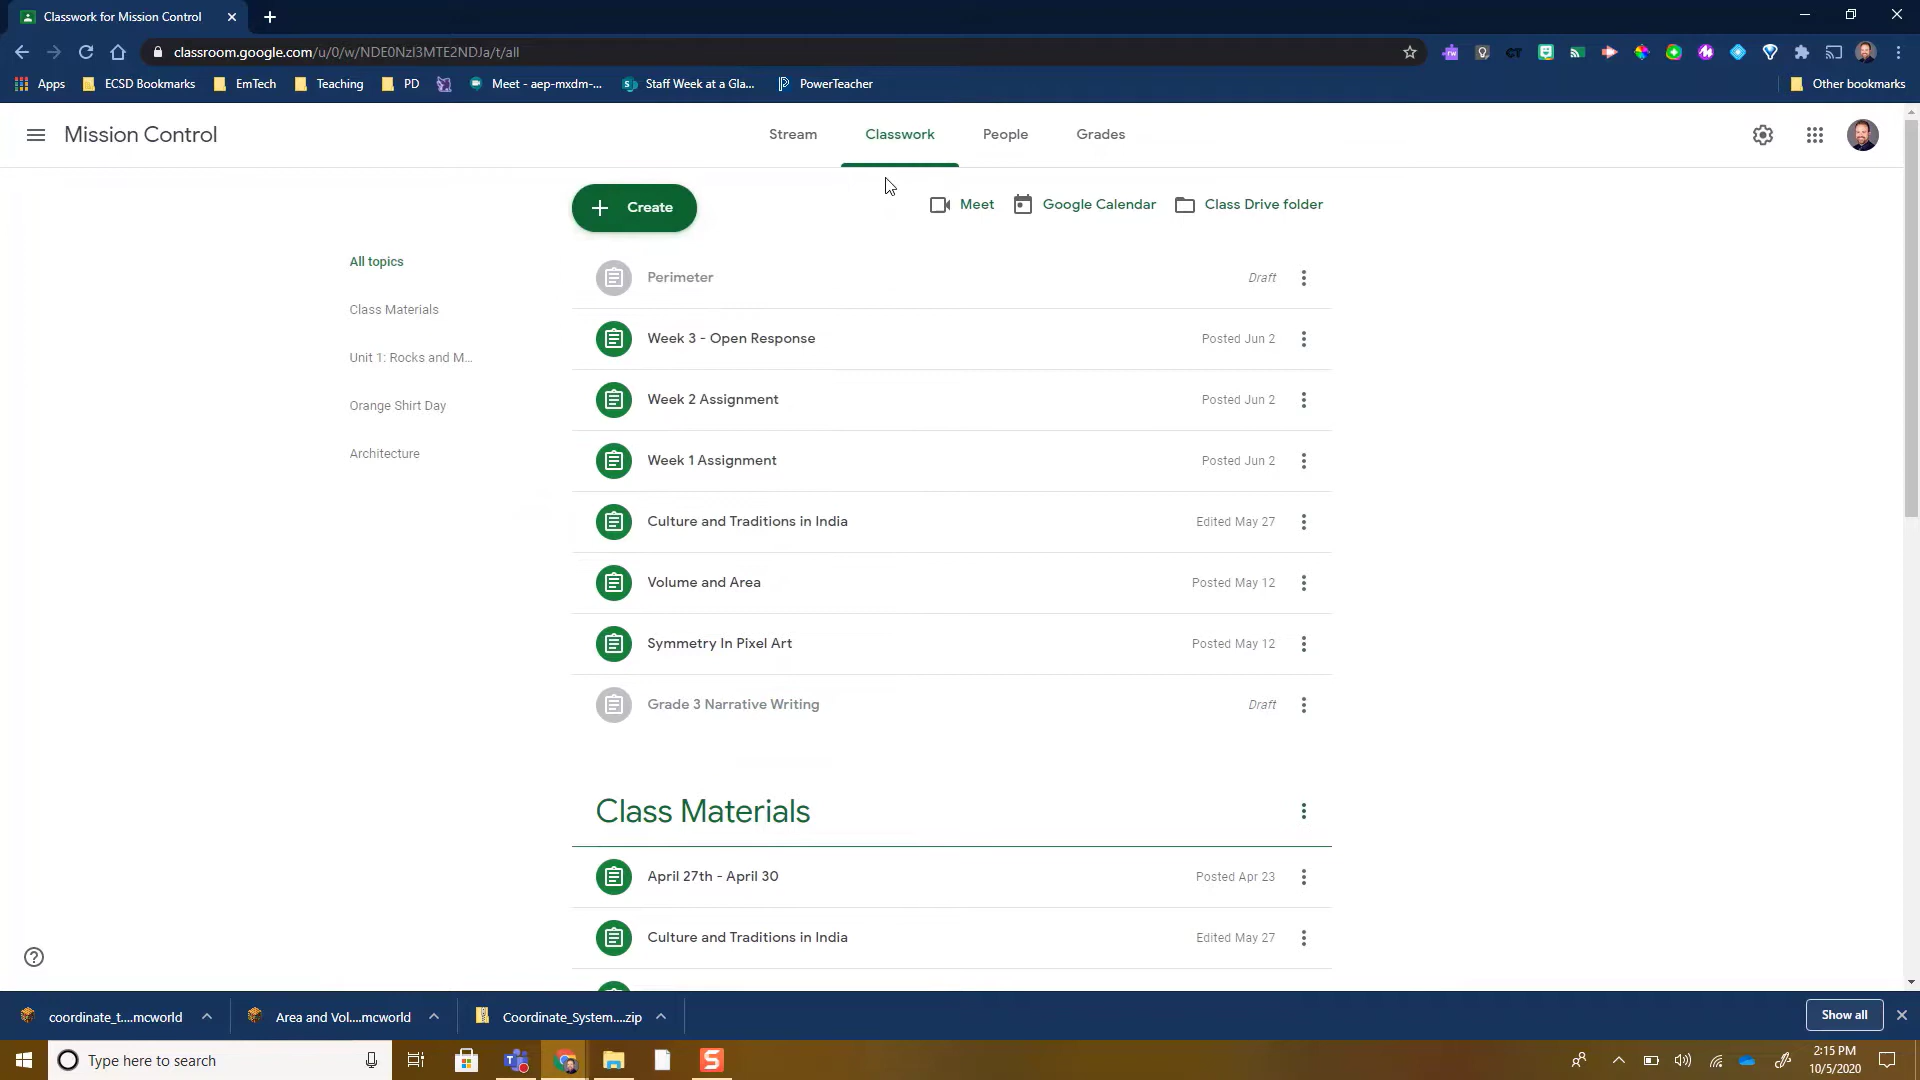 Classwork for Mission Control
classroom.google.com/u/0/w/NDE0NzI3MTE2NDJa/t/all
Apps
ECSD Bookmarks
EmTech
Teaching
PD
Meet - aep-mxdm-...
Staff Week at a Gla...
PowerTeacher
Other bookmarks
Mission Control
Stream
Classwork
People
Grades
Create
Meet
Google Calendar
Class Drive folder
All topics
Class Materials
Unit 1: Rocks and M...
Orange Shirt Day
Architecture
Perimeter
Draft
Week 3 - Open Response
Posted Jun 2
Week 2 Assignment
Posted Jun 2
Week 1 Assignment
Posted Jun 2
Culture and Traditions in India
Edited May 27
Volume and Area
Posted May 12
Symmetry In Pixel Art
Posted May 12
Grade 3 Narrative Writing
Draft
Class Materials
April 27th - April 30
Posted Apr 23
Culture and Traditions in India
Edited May 27
coordinate_t....mcworld
Area and Vol....mcworld
Coordinate_System....zip
Show all
Type here to search
2:15 PM
10/5/2020